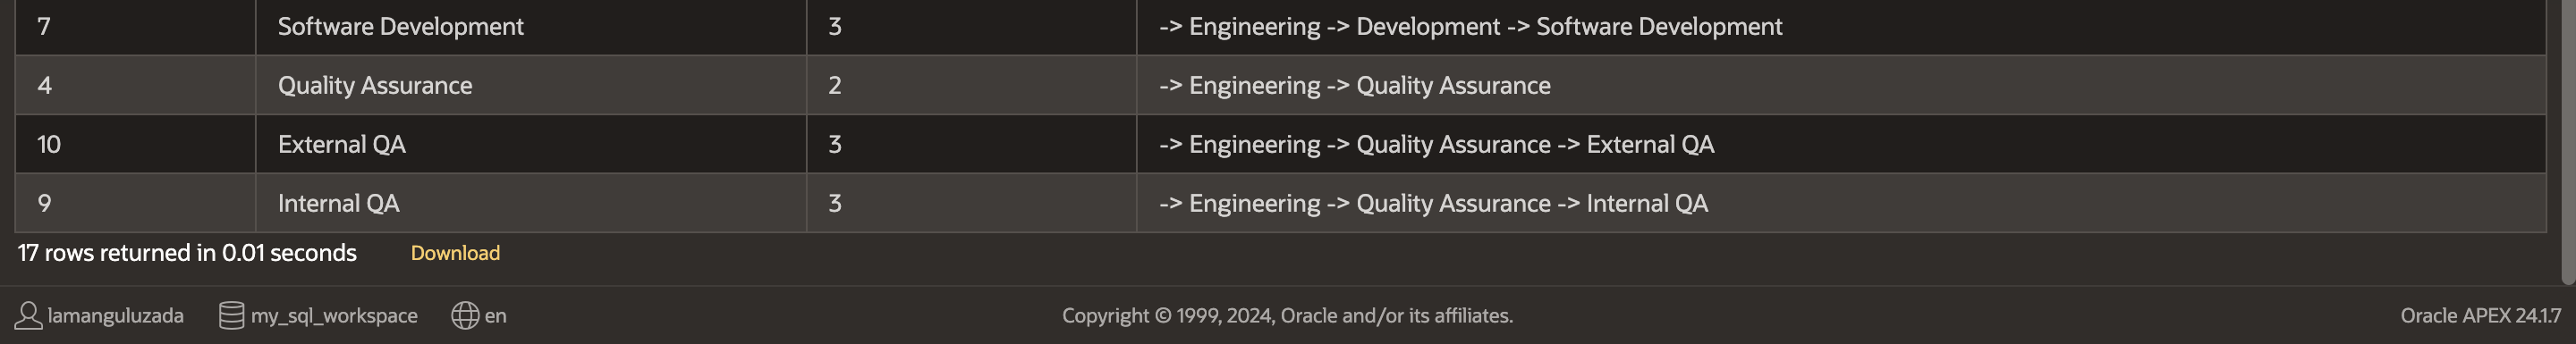 7 Software Development 3 -> Engineering -> Development -> Software Development
4 Quality Assurance 2 -> Engineering -> Quality Assurance
10 External QA 3 -> Engineering -> Quality Assurance -> External QA
9 Internal QA 3 -> Engineering -> Quality Assurance -> Internal QA
17 rows returned in 0.01 seconds Download
lamanguluzada my_sql_workspace en Copyright © 1999, 2024, Oracle and/or its affiliates. Oracle APEX 24.1.7